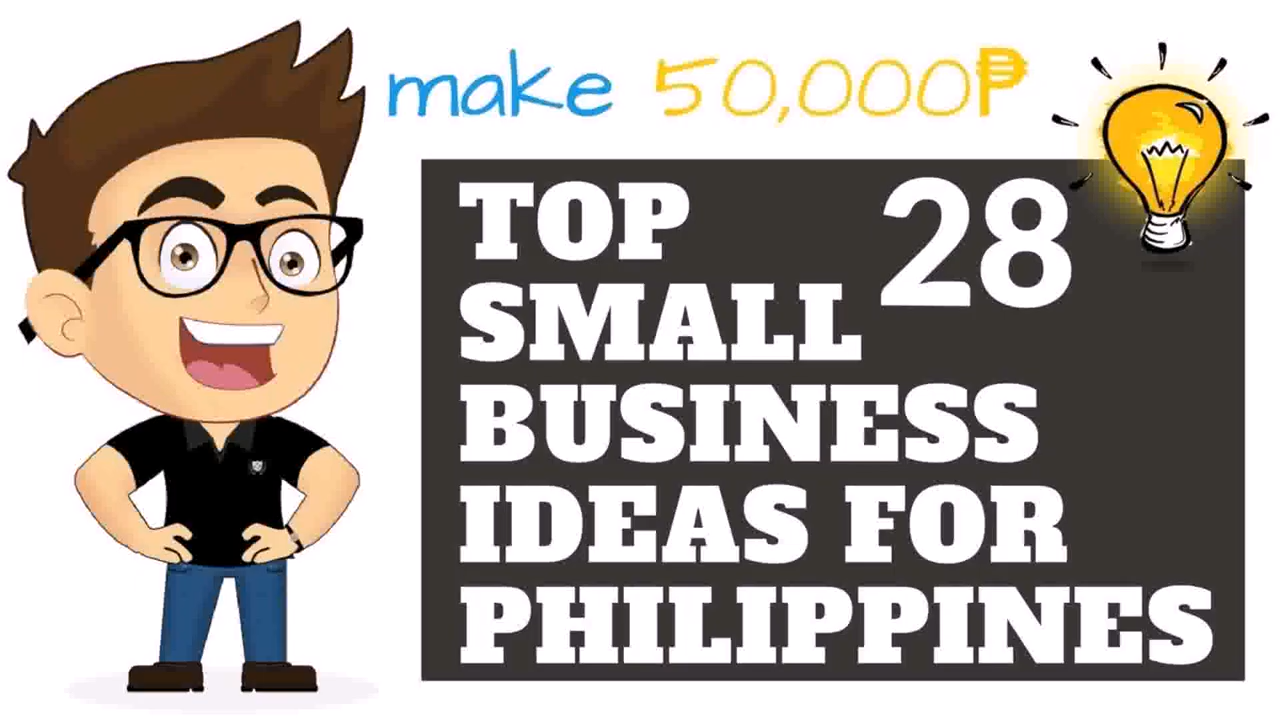 make 50,000₱
TOP 28
SMALL
BUSINESS
IDEAS FOR
PHILIPPINES